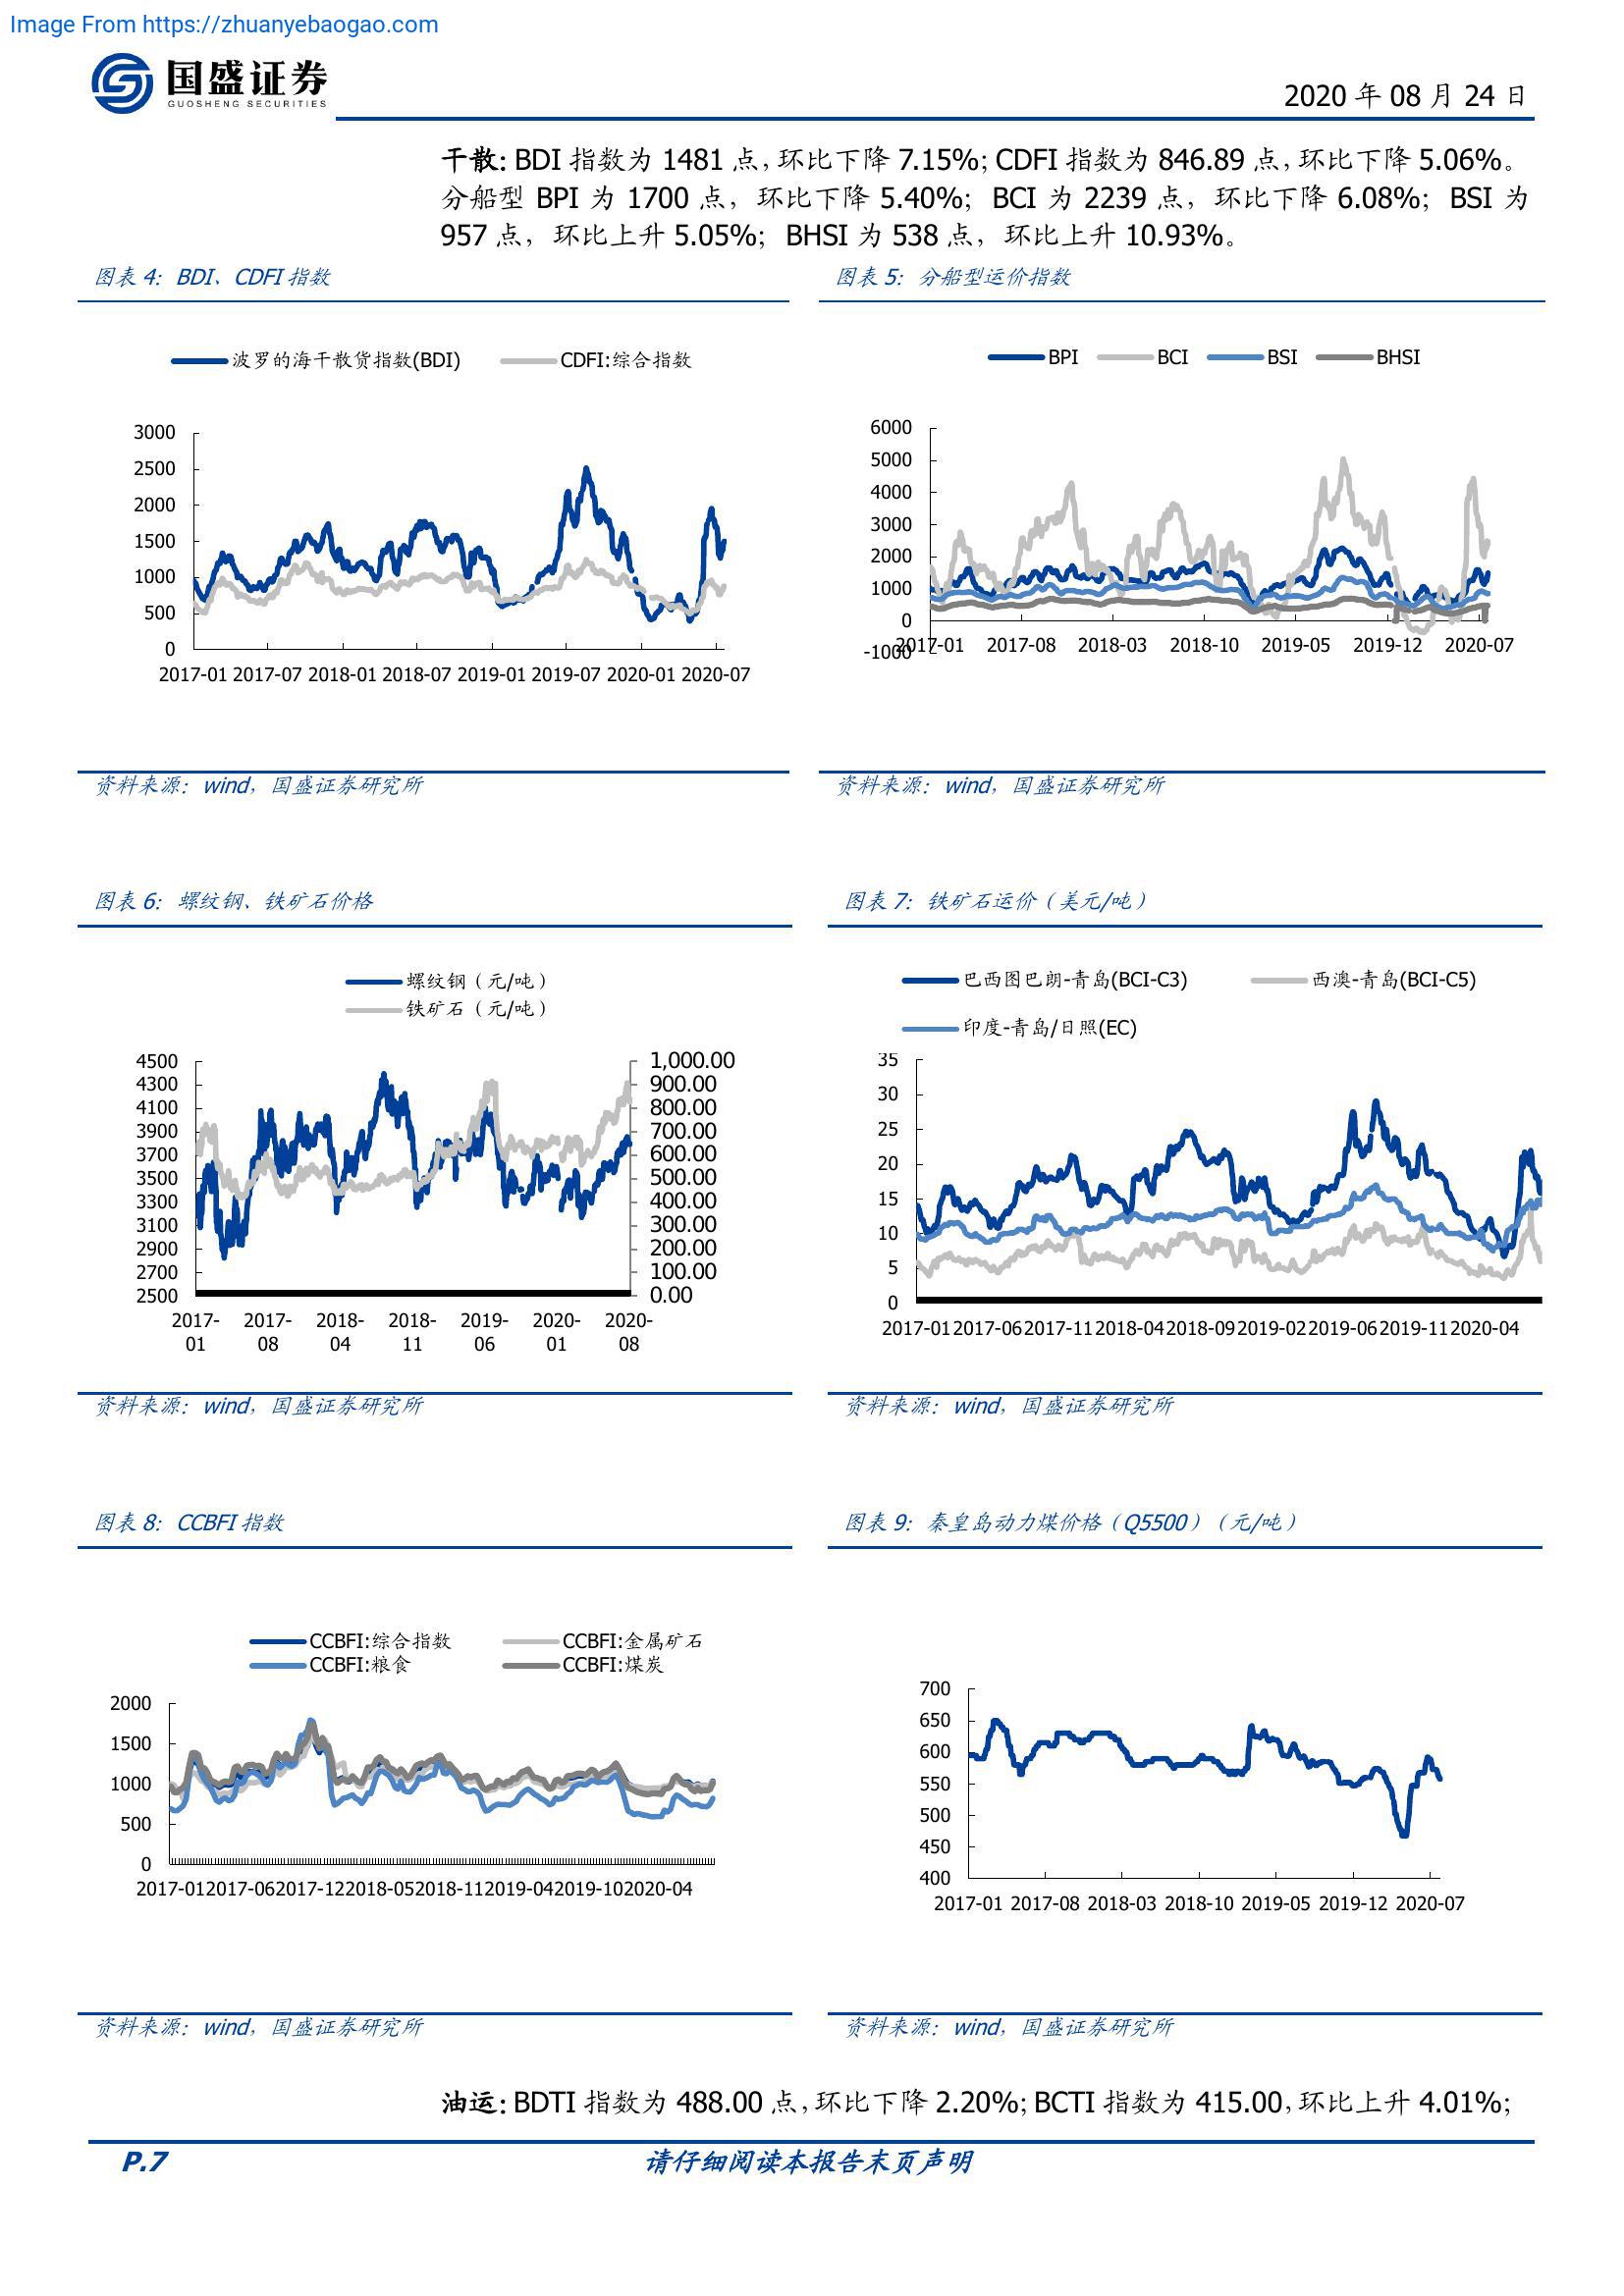 Image From https://zhuanyebaogao.com
国盛证券
GUOSHENG SECURITIES
2020 年 08 月 24 日
干散: BDI 指数为 1481 点，环比下降 7.15%; CDFI 指数为 846.89 点，环比下降 5.06%。
分船型 BPI 为 1700 点，环比下降 5.40%; BCI 为 2239 点，环比下降 6.08%; BSI 为
957 点，环比上升 5.05%; BHSI 为 538 点，环比上升 10.93%。
图表 4: BDI、CDFI 指数
波罗的海干散货指数(BDI) CDFI:综合指数
3000
2500
2000
1500
1000
500
0
2017-01 2017-07 2018-01 2018-07 2019-01 2019-07 2020-01 2020-07
资料来源: wind, 国盛证券研究所
图表 5: 分船型运价指数
BPI BCI BSI BHSI
6000
5000
4000
3000
2000
1000
0
-1000
2017-01 2017-08 2018-03 2018-10 2019-05 2019-12 2020-07
资料来源: wind, 国盛证券研究所
图表 6: 螺纹钢、铁矿石价格
螺纹钢（元/吨）
铁矿石（元/吨）
4500 1,000.00
4300 900.00
4100 800.00
3900 700.00
3700 600.00
3500 500.00
3300 400.00
3100 300.00
2900 200.00
2700 100.00
2500 0.00
2017- 2017- 2018- 2018- 2019- 2020- 2020-
01 08 04 11 06 01 08
资料来源: wind, 国盛证券研究所
图表 7: 铁矿石运价（美元/吨）
巴西图巴朗-青岛(BCI-C3) 西澳-青岛(BCI-C5)
印度-青岛/日照(EC)
35
30
25
20
15
10
5
0
2017-01 2017-06 2017-11 2018-04 2018-09 2019-02 2019-06 2019-11 2020-04
资料来源: wind, 国盛证券研究所
图表 8: CCBFI 指数
CCBFI:综合指数 CCBFI:金属矿石
CCBFI:粮食 CCBFI:煤炭
2000
1500
1000
500
0
2017-01 2017-06 2017-12 2018-05 2018-11 2019-04 2019-10 2020-04
资料来源: wind, 国盛证券研究所
图表 9: 秦皇岛动力煤价格（Q5500）（元/吨）
700
650
600
550
500
450
400
2017-01 2017-08 2018-03 2018-10 2019-05 2019-12 2020-07
资料来源: wind, 国盛证券研究所
油运: BDTI 指数为 488.00 点，环比下降 2.20%; BCTI 指数为 415.00，环比上升 4.01%;
P.7 请仔细阅读本报告末页声明